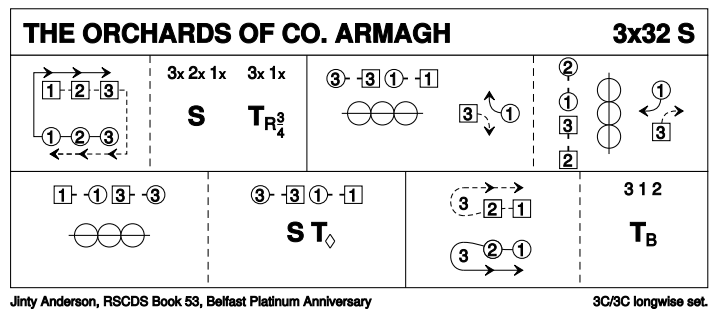 THE ORCHARDS OF CO. ARMAGH 3x32 S
3x 2x 1x 3x 1x
S T R 3/4
1 2 3
1 2 3
3 3 1 1
3 1
2
1
3
2
1
3
1 1 3 3
3 3 1 1
S T◊
3 2 1
3 2 1
3 1 2
T B
Jinty Anderson, RSCDS Book 53, Belfast Platinum Anniversary 3C/3C longwise set.